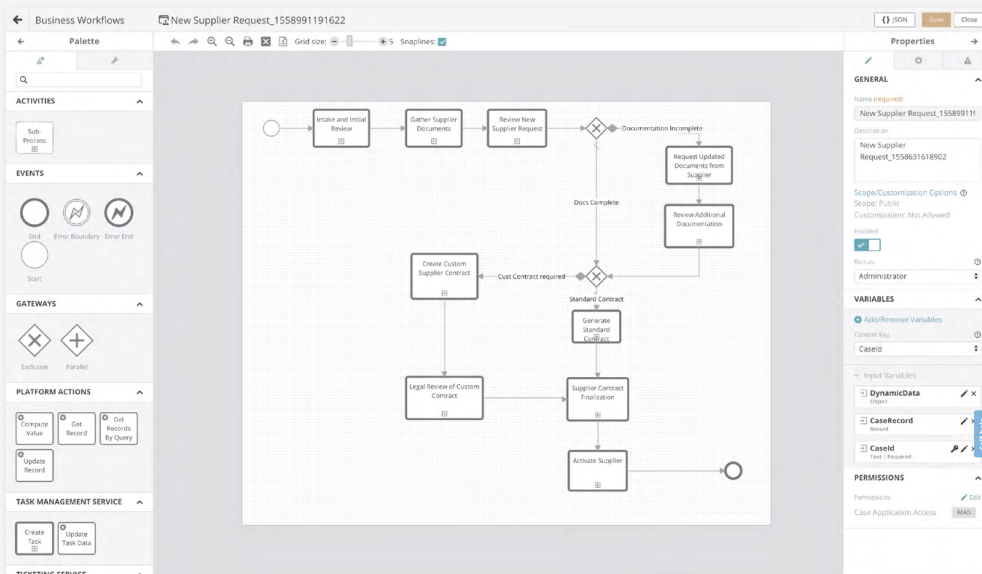 Business Workflows
New Supplier Request_1558991191622
{} JSON
Save
Close
Palette
Grid size:
5
Snaplines:
Properties
ACTIVITIES
Sub-
Process
EVENTS
End
Error Boundary
Error End
Start
GATEWAYS
Exclusive
Parallel
PLATFORM ACTIONS
Compute
Value
Get
Record
Get
Records
By Query
Update
Record
TASK MANAGEMENT SERVICE
Create
Task
Update
Task Data
TICKETING SERVICE
Intake and Initial
Review
Gather Supplier
Documents
Review New
Supplier Request
Documentation Incomplete
Request Updated
Documents from
Supplier
Docs Complete
Review Additional
Documentation
Create Custom
Supplier Contract
Cust Contract required
Standard Contract
Generate
Standard
Contract
Legal Review of Custom
Contract
Supplier Contract
Finalization
Activate Supplier
GENERAL
Name (required)
New Supplier Request_155899119
Description
New Supplier
Request_1558631618902
Scope/Customization Options
Scope: Public
Customization: Not Allowed
Enabled
Run as
Administrator
VARIABLES
Add/Remove Variables
Context Key
CaseId
Input Variables
DynamicData
Object
CaseRecord
Record
CaseId
Text | Required
PERMISSIONS
Permissions
Edit
Case Application Access
READ